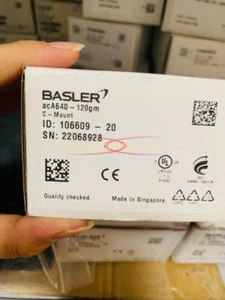 BASLER
acA640-120gm
C-Mount
ID: 106609-20
SN: 22068928
CE
Quality checked.
Made in Singapore